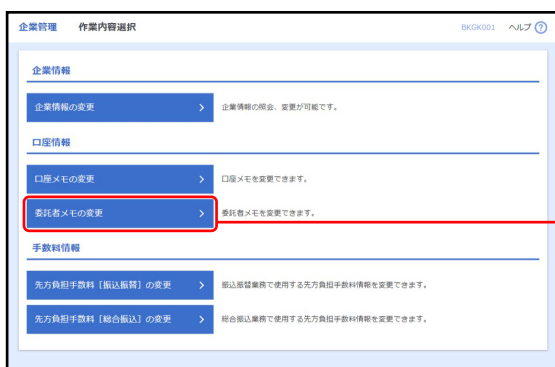 企業管理 作業内容選択 BKGK001 ヘルプ ?
企業情報
企業情報の変更 企業情報の照会、変更が可能です。
口座情報
口座メモの変更 口座メモを変更できます。
委託者メモの変更 委託者メモを変更できます。
手数料情報
先方負担手数料［振込振替］の変更 振込振替業務で使用する先方負担手数料情報を変更できます。
先方負担手数料［総合振込］の変更 総合振込業務で使用する先方負担手数料情報を変更できます。